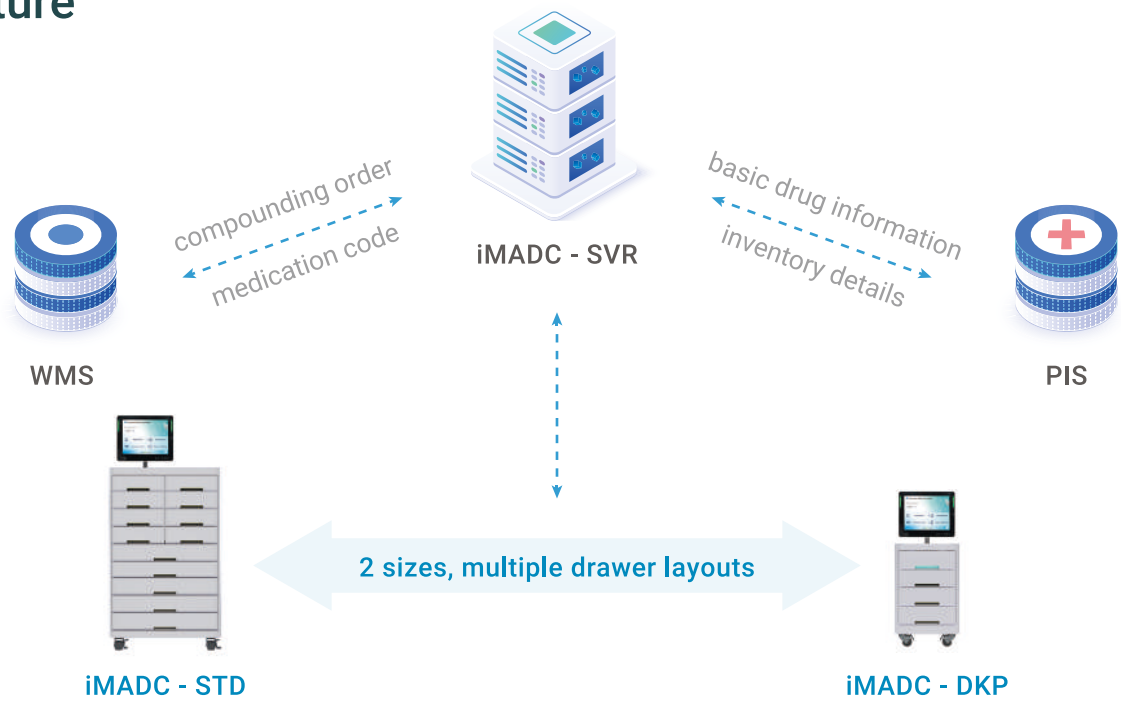 ture
compounding order
medication code
basic drug information
inventory details
iMADC - SVR
WMS
PIS
2 sizes, multiple drawer layouts
iMADC - STD
iMADC - DKP